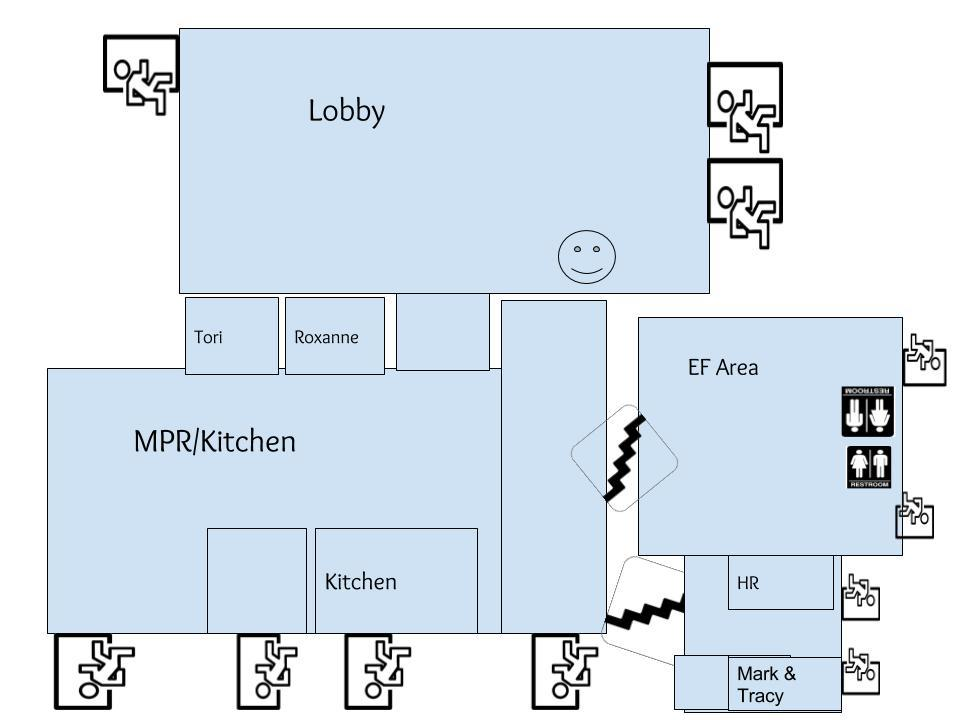 Lobby
Tori
Roxanne
EF Area
RESTROOM
MPR/Kitchen
RESTROOM
Kitchen
HR
Mark &
Tracy